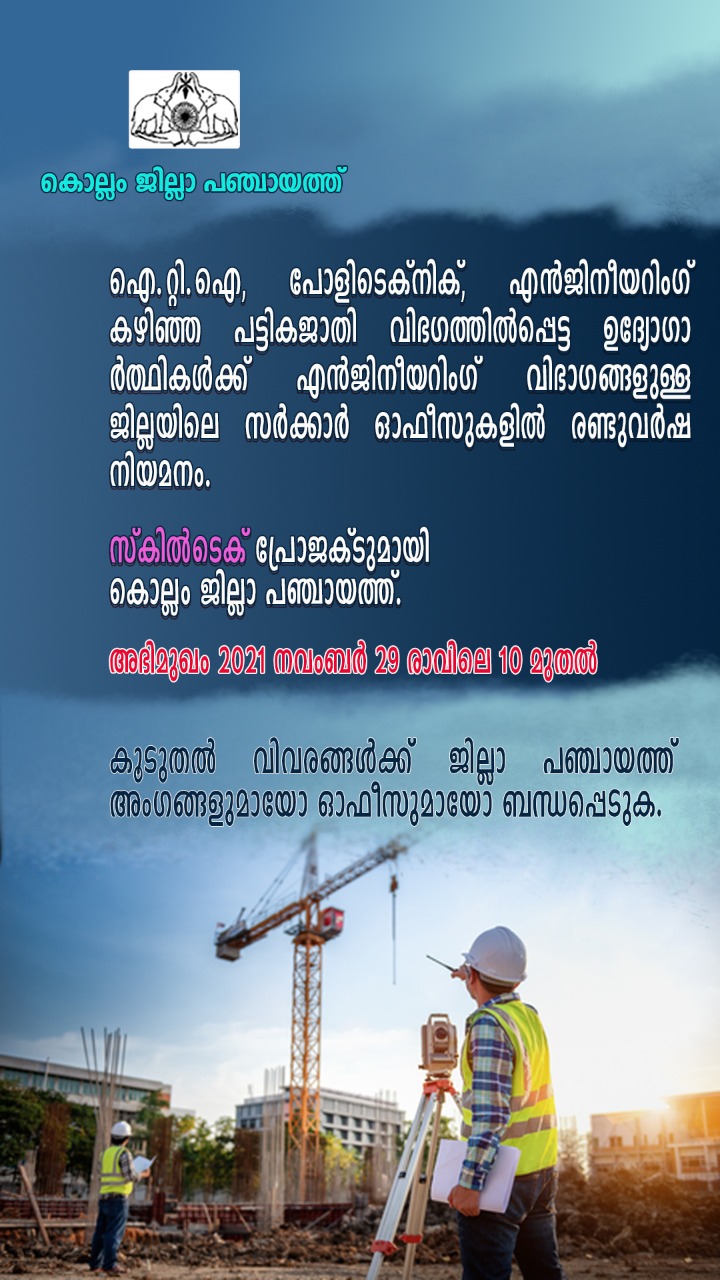 കൊല്ലം ജില്ലാ പഞ്ചായത്ത്
ഐ.റ്റി.ഐ, പോളിടെക്നിക്, എൻജിനീയറിംഗ്
കഴിഞ്ഞ പട്ടികജാതി വിഭഗത്തിൽപ്പെട്ട ഉദ്യോഗാ
ർത്ഥികൾക്ക് എൻജിനീയറിംഗ് വിഭാഗങ്ങളുള്ള
ജില്ലയിലെ സർക്കാർ ഓഫീസുകളിൽ രണ്ടുവർഷ
നിയമനം.
സ്കിൽടെക് പ്രോജക്ടുമായി
കൊല്ലം ജില്ലാ പഞ്ചായത്ത്.
അഭിമുഖം 2021 നവംബർ 29 രാവിലെ 10 മുതൽ
കൂടുതൽ വിവരങ്ങൾക്ക് ജില്ലാ പഞ്ചായത്ത്
അംഗങ്ങളുമായോ ഓഫീസുമായോ ബന്ധപ്പെടുക.